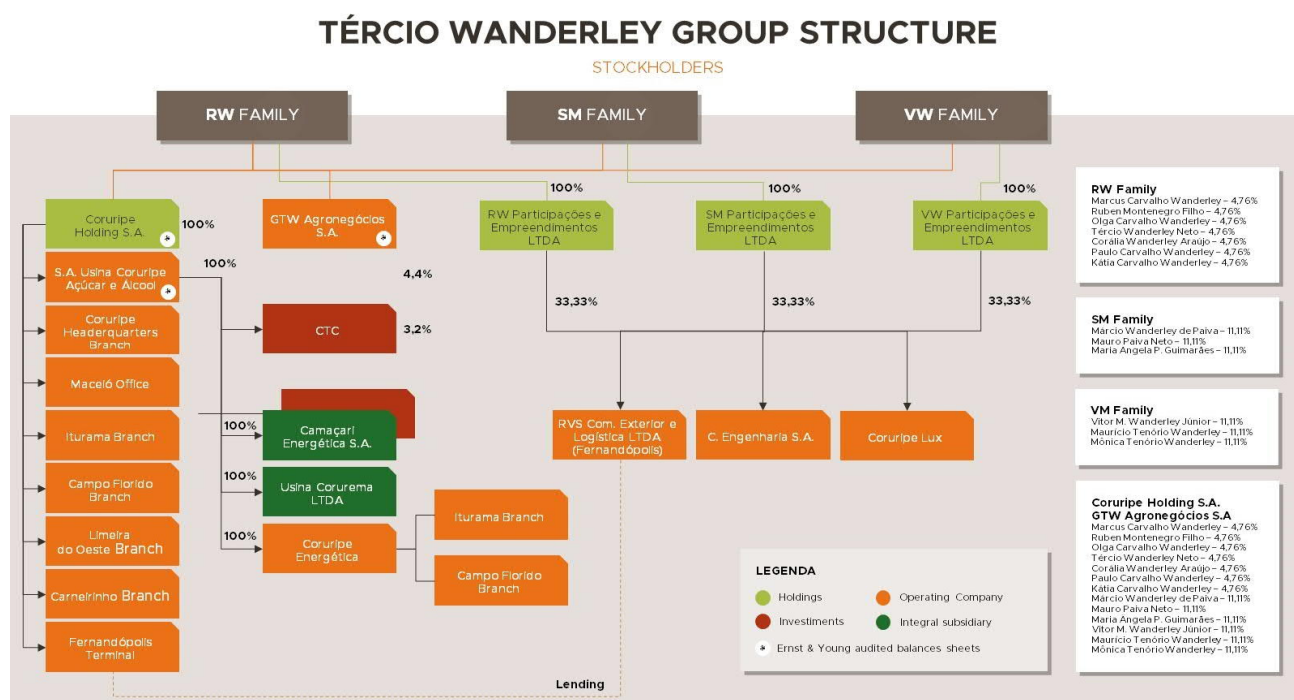 TÉRCIO WANDERLEY GROUP STRUCTURE
STOCKHOLDERS
RW FAMILY
SM FAMILY
VW FAMILY
Coruripe
Holding S.A.
100%
GTW Agronegócios
S.A.
100%
RW Participações e
Empreendimentos
LTDA
100%
SM Participações e
Empreendimentos
LTDA
100%
VW Participações e
Empreendimentos
LTDA
S.A. Usina Coruripe
Açúcar e Álcool
100%
4,4%
Coruripe
Headerquarters
Branch
CTC
3,2%
33,33%
33,33%
33,33%
Maceió Office
Iturama Branch
100%
Camaçari
Energética S.A.
RVS Com. Exterior e
Logística LTDA
(Fernandópolis)
C. Engenharia S.A.
Coruripe Lux
Campo Florido
Branch
100%
Usina Corurema
LTDA
Limeira
do Oeste Branch
100%
Coruripe
Energética
Iturama Branch
Campo Florido
Branch
Carneirinho Branch
Fernandópolis
Terminal
Lending
LEGENDA
Holdings
Operating Company
Investiments
Integral subsidiary
* Ernst & Young audited balances sheets
RW Family
Marcus Carvalho Wanderley – 4,76%
Ruben Montenegro Filho – 4,76%
Olga Carvalho Wanderley – 4,76%
Tércio Wanderley Neto – 4,76%
Corália Wanderley Araújo – 4,76%
Paulo Carvalho Wanderley – 4,76%
Kátia Carvalho Wanderley – 4,76%
SM Family
Márcio Wanderley de Paiva – 11,11%
Mauro Paiva Neto – 11,11%
Maria Angela P. Guimarães – 11,11%
VM Family
Vitor M. Wanderley Júnior – 11,11%
Maurício Tenório Wanderley – 11,11%
Mônica Tenório Wanderley – 11,11%
Coruripe Holding S.A.
GTW Agronegócios S.A
Marcus Carvalho Wanderley – 4,76%
Ruben Montenegro Filho – 4,76%
Olga Carvalho Wanderley – 4,76%
Tércio Wanderley Neto – 4,76%
Corália Wanderley Araújo – 4,76%
Paulo Carvalho Wanderley – 4,76%
Kátia Carvalho Wanderley – 4,76%
Márcio Wanderley de Paiva – 11,11%
Mauro Paiva Neto – 11,11%
Maria Angela P. Guimarães – 11,11%
Vitor M. Wanderley Júnior – 11,11%
Maurício Tenório Wanderley – 11,11%
Mônica Tenório Wanderley – 11,11%